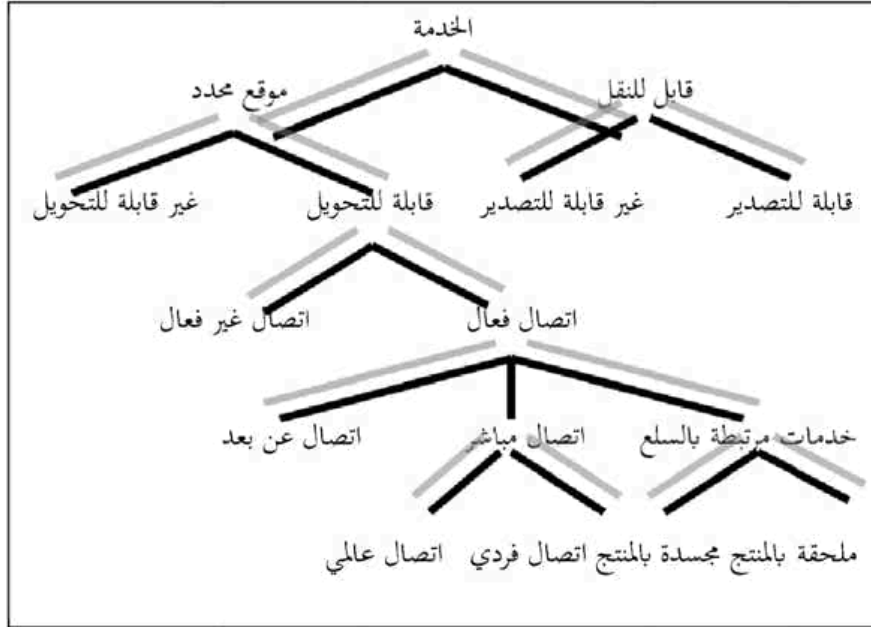 الخدمة
قابل للنقل موقع محدد
قابلة للتصدير غير قابلة للتصدير قابلة للتحويل غير قابلة للتحويل
اتصال فعال اتصال غير فعال
خدمات مرتبطة بالسلع اتصال مباشر اتصال عن بعد
ملحقة بالمنتج مجسدة بالمنتج اتصال فردي اتصال عالمي